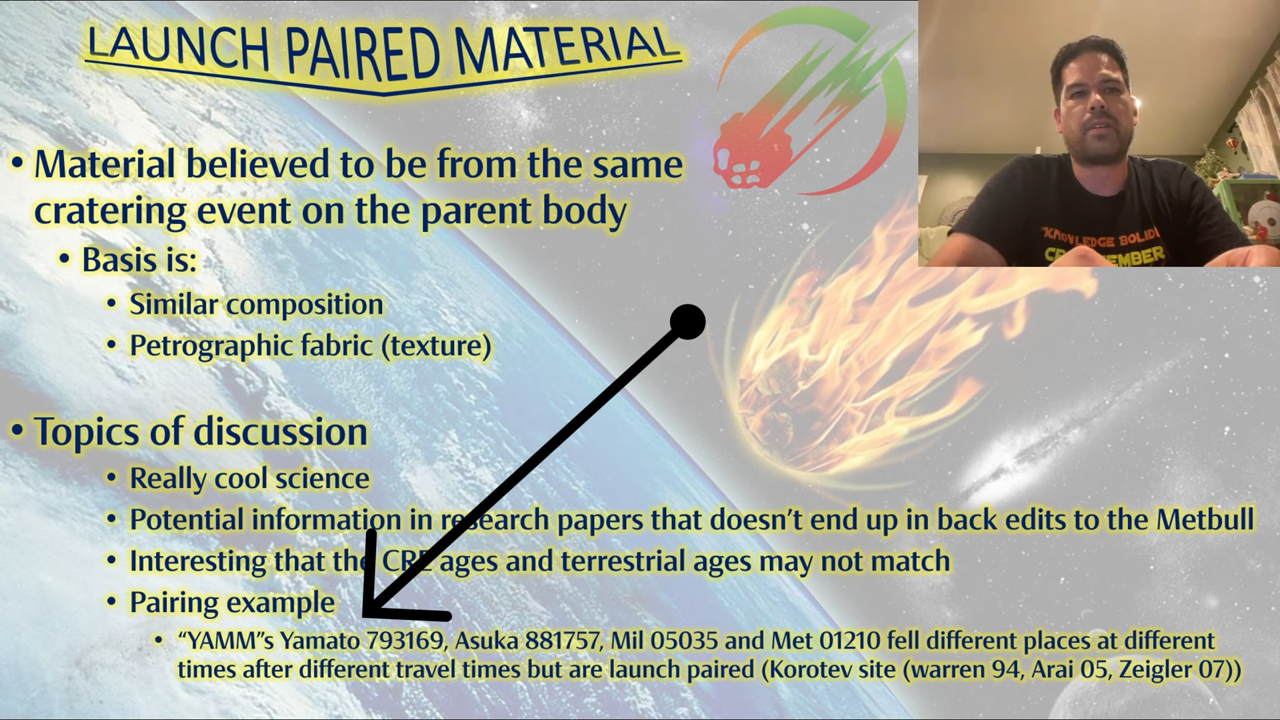 LAUNCH PAIRED MATERIAL
• Material believed to be from the same
cratering event on the parent body
• Basis is:
• Similar composition
• Petrographic fabric (texture)
• Topics of discussion
• Really cool science
• Potential information in research papers that doesn't end up in back edits to the Metbull
• Interesting that the CRE ages and terrestrial ages may not match
• Pairing example
• “YAMM”s Yamato 793169, Asuka 881757, Mil 05035 and Met 01210 fell different places at different
times after different travel times but are launch paired (Korotev site (warren 94, Arai 05, Zeigler 07))
"KNOWLEDGE